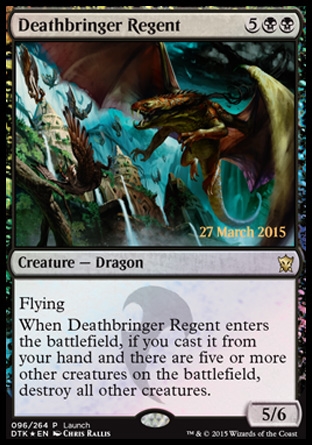 Deathbringer Regent 5
27 March 2015
Creature — Dragon
Flying
When Deathbringer Regent enters
the battlefield, if you cast it from
your hand and there are five or more
other creatures on the battlefield,
destroy all other creatures.
5/6
096/264 P Launch
DTK EN Chris Rallis ™ & © 2015 Wizards of the Coast